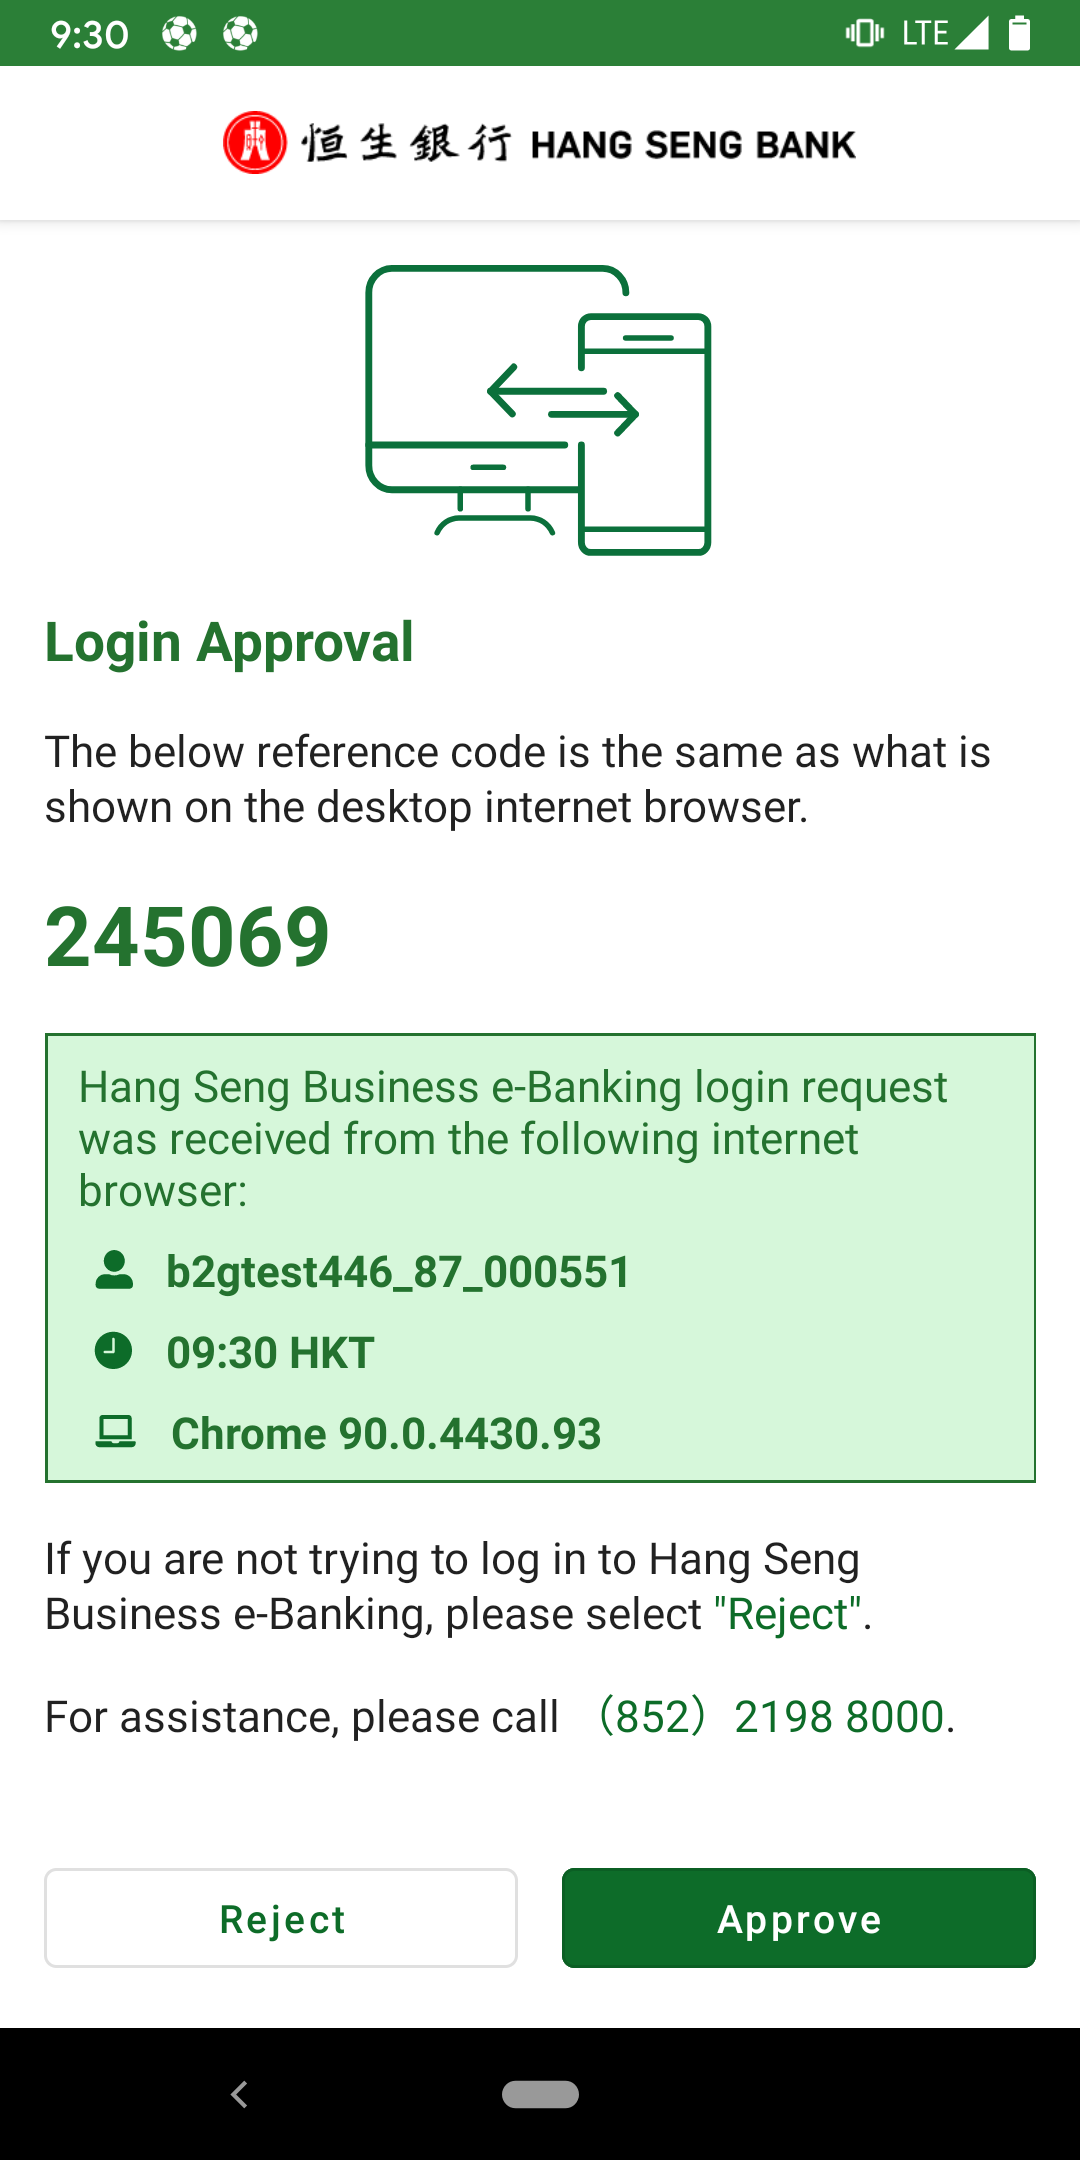 9:30
LTE
恒生銀行 HANG SENG BANK
Login Approval
The below reference code is the same as what is
shown on the desktop internet browser.
245069
Hang Seng Business e-Banking login request
was received from the following internet
browser:
b2gtest446_87_000551
09:30 HKT
Chrome 90.0.4430.93
If you are not trying to log in to Hang Seng
Business e-Banking, please select "Reject".
For assistance, please call （852）2198 8000.
Reject
Approve